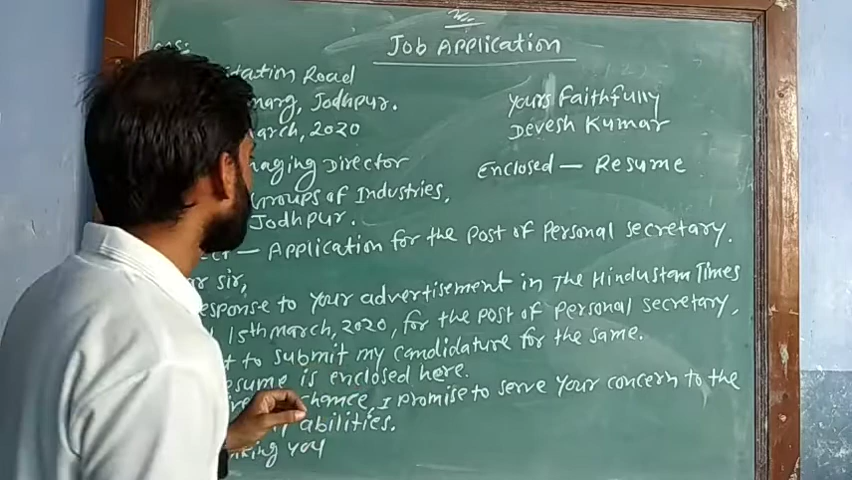 Job Application
Road
marg, Jodhpur.
March, 2020
Director
Groups of Industries,
Jodhpur.
— Application for the post of Personal secretary.
sir,
to your advertisement in The Hindustan Times
15th march, 2020, for the post of Personal secretary,
to submit my candidature for the same.
is enclosed here.
chance, I promise to serve your concern to the
abilities.
you
Yours Faithfully
Devesh Kumar
Enclosed — Resume